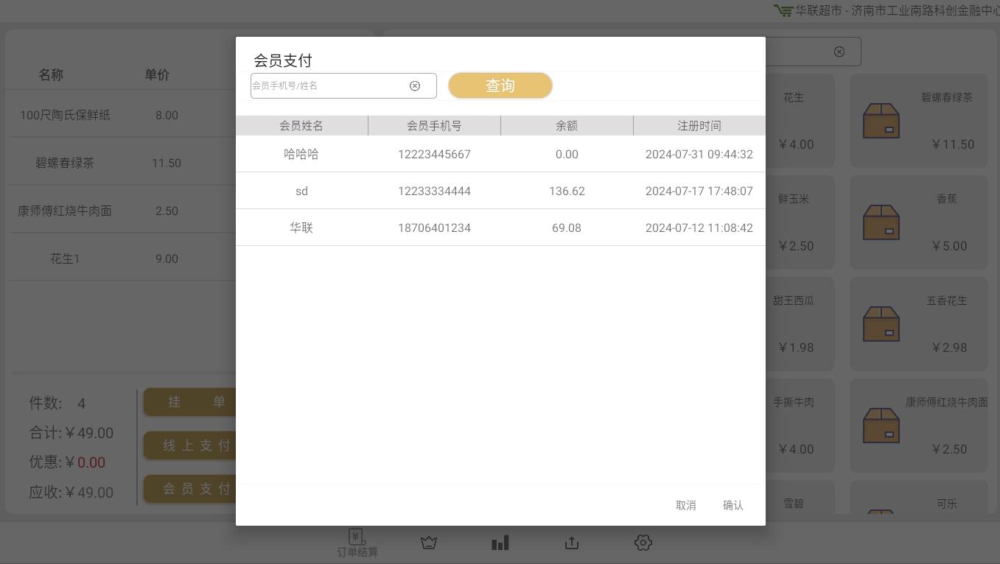 华联超市 - 济南市工业南路科创金融中心
会员支付
会员手机号/姓名
查询
会员姓名 会员手机号 余额 注册时间
哈哈哈 12223445667 0.00 2024-07-31 09:44:32
sd 12233334444 136.62 2024-07-17 17:48:07
华联 18706401234 69.08 2024-07-12 11:08:42
取消 确认
名称 单价
100尺陶氏保鲜纸 8.00
碧螺春绿茶 11.50
康师傅红烧牛肉面 2.50
花生1 9.00
件数: 4
合计:￥49.00
优惠:￥0.00
应收:￥49.00
挂 单
线上支付
会员支付
花生
￥4.00
碧螺春绿茶
￥11.50
鲜玉米
￥2.50
香蕉
￥5.00
甜王西瓜
￥1.98
五香花生
￥2.98
手撕牛肉
￥4.00
康师傅红烧牛肉面
￥2.50
雪碧
可乐
订单结算